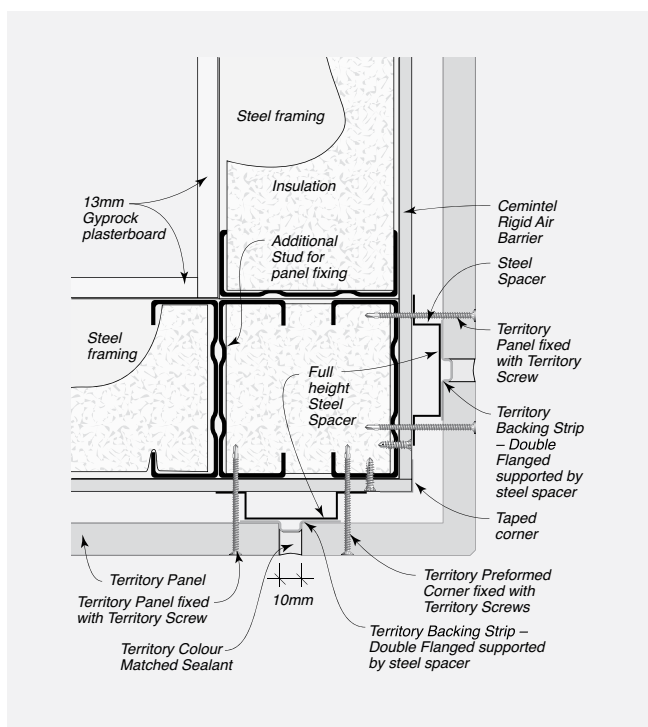 Steel framing
Insulation
13mm
Gyprock
plasterboard
Additional
Stud for
panel fixing
Cemintel
Rigid Air
Barrier
Steel
Spacer
Steel
framing
Full
height
Steel
Spacer
Territory
Panel fixed
with Territory
Screw
Territory
Backing Strip
– Double
Flanged
supported by
steel spacer
Taped
corner
Territory Panel
Territory Panel fixed
with Territory Screw
10mm
Territory Preformed
Corner fixed with
Territory Screws
Territory Colour
Matched Sealant
Territory Backing Strip –
Double Flanged supported
by steel spacer